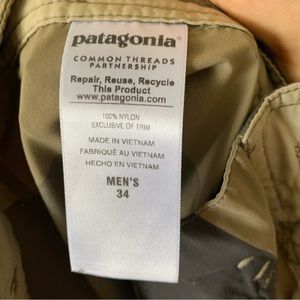 patagonia®
COMMON THREADS
PARTNERSHIP
Repair, Reuse, Recycle
This Product
www.patagonia.com
100% NYLON
EXCLUSIVE OF TRIM
MADE IN VIETNAM
FABRIQUÉ AU VIETNAM
HECHO EN VIETNAM
MEN'S
34